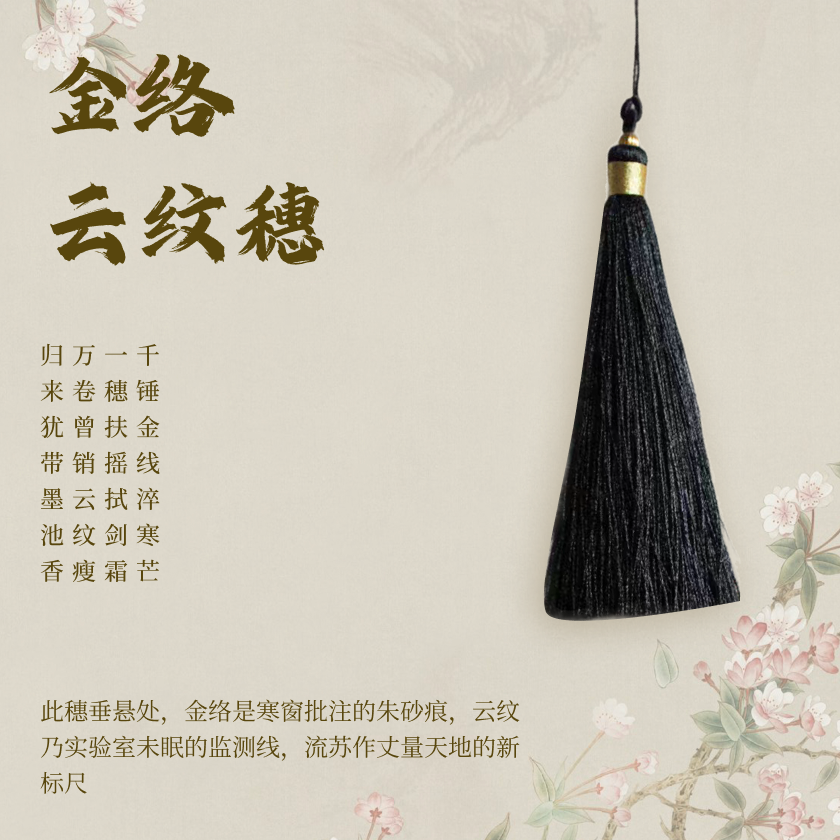 金络
云纹穗
千锤金线淬寒芒
一穗扶摇拭剑霜
万卷曾销云纹瘦
归来犹带墨池香
此穗垂悬处，金络是寒窗批注的朱砂痕，云纹
乃实验室未眠的监测线，流苏作丈量天地的新
标尺